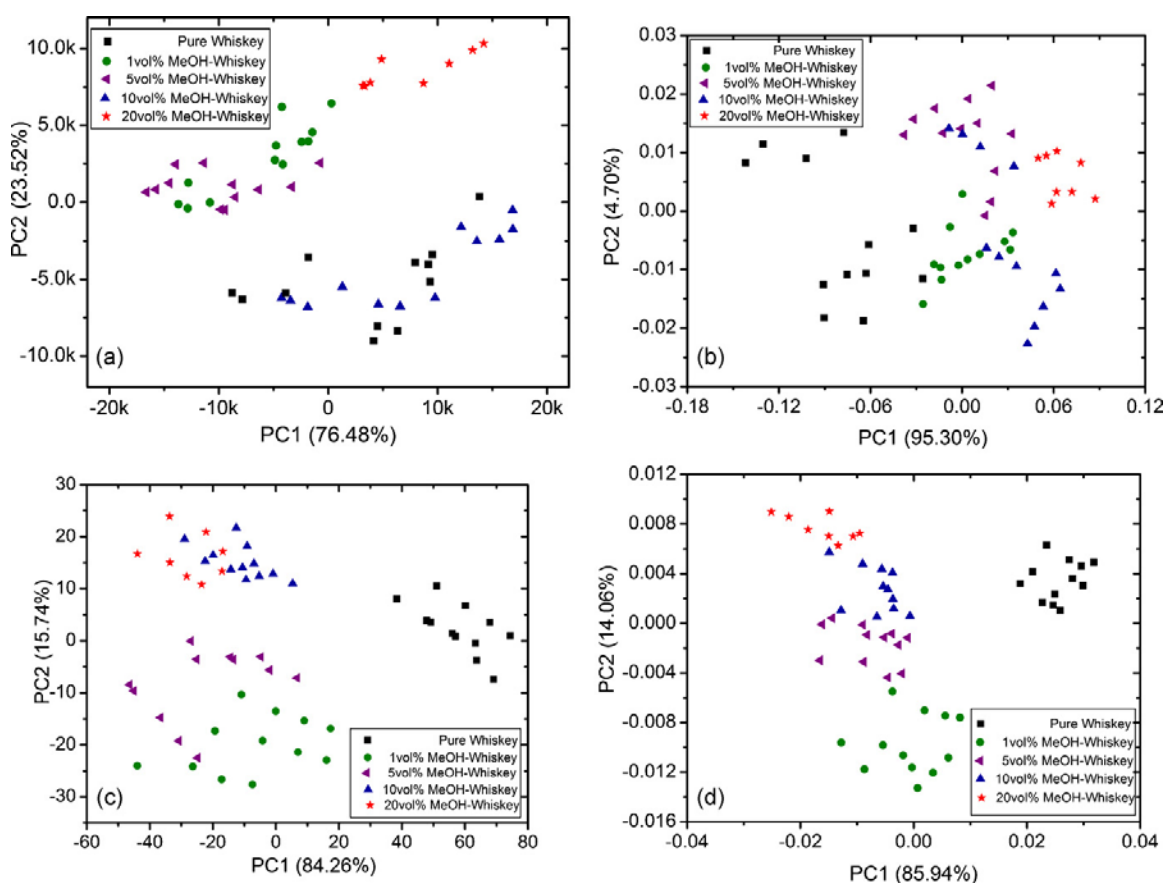 10.0k
5.0k
0.0
-5.0k
-10.0k
PC2 (23.52%)
Pure Whiskey
1vol% MeOH-Whiskey
5vol% MeOH-Whiskey
10vol% MeOH-Whiskey
20vol% MeOH-Whiskey
(a)
-20k -10k 0 10k 20k
PC1 (76.48%)
0.03
0.02
0.01
0.00
-0.01
-0.02
-0.03
PC2 (4.70%)
Pure Whiskey
1vol% MeOH-Whiskey
5vol% MeOH-Whiskey
10vol% MeOH-Whiskey
20vol% MeOH-Whiskey
(b)
-0.18 -0.12 -0.06 0.00 0.06 0.12
PC1 (95.30%)
30
20
10
0
-10
-20
-30
PC2 (15.74%)
Pure Whiskey
1vol% MeOH-Whiskey
5vol% MeOH-Whiskey
10vol% MeOH-Whiskey
20vol% MeOH-Whiskey
(c)
-60 -40 -20 0 20 40 60 80
PC1 (84.26%)
0.012
0.008
0.004
0.000
-0.004
-0.008
-0.012
-0.016
PC2 (14.06%)
Pure Whiskey
1vol% MeOH-Whiskey
5vol% MeOH-Whiskey
10vol% MeOH-Whiskey
20vol% MeOH-Whiskey
(d)
-0.04 -0.02 0.00 0.02 0.04
PC1 (85.94%)